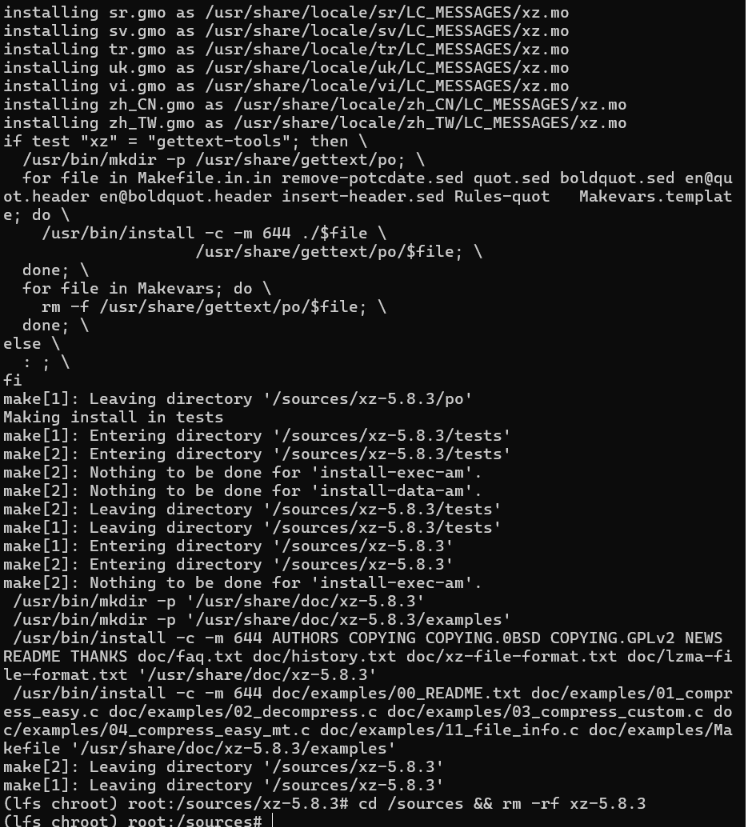 installing sr.gmo as /usr/share/locale/sr/LC_MESSAGES/xz.mo
installing sv.gmo as /usr/share/locale/sv/LC_MESSAGES/xz.mo
installing tr.gmo as /usr/share/locale/tr/LC_MESSAGES/xz.mo
installing uk.gmo as /usr/share/locale/uk/LC_MESSAGES/xz.mo
installing vi.gmo as /usr/share/locale/vi/LC_MESSAGES/xz.mo
installing zh_CN.gmo as /usr/share/locale/zh_CN/LC_MESSAGES/xz.mo
installing zh_TW.gmo as /usr/share/locale/zh_TW/LC_MESSAGES/xz.mo
if test "xz" = "gettext-tools"; then \
  /usr/bin/mkdir -p /usr/share/gettext/po; \
  for file in Makefile.in.in remove-potcdate.sed quot.sed boldquot.sed en@qu
ot.header en@boldquot.header insert-header.sed Rules-quot   Makevars.templat
e; do \
    /usr/bin/install -c -m 644 ./$file \
                    /usr/share/gettext/po/$file; \
  done; \
  for file in Makevars; do \
    rm -f /usr/share/gettext/po/$file; \
  done; \
else \
  : ; \
fi
make[1]: Leaving directory '/sources/xz-5.8.3/po'
Making install in tests
make[1]: Entering directory '/sources/xz-5.8.3/tests'
make[2]: Entering directory '/sources/xz-5.8.3/tests'
make[2]: Nothing to be done for 'install-exec-am'.
make[2]: Nothing to be done for 'install-data-am'.
make[2]: Leaving directory '/sources/xz-5.8.3/tests'
make[1]: Leaving directory '/sources/xz-5.8.3/tests'
make[1]: Entering directory '/sources/xz-5.8.3'
make[2]: Entering directory '/sources/xz-5.8.3'
make[2]: Nothing to be done for 'install-exec-am'.
 /usr/bin/mkdir -p '/usr/share/doc/xz-5.8.3'
 /usr/bin/mkdir -p '/usr/share/doc/xz-5.8.3/examples'
 /usr/bin/install -c -m 644 AUTHORS COPYING COPYING.0BSD COPYING.GPLv2 NEWS
README THANKS doc/faq.txt doc/history.txt doc/xz-file-format.txt doc/lzma-fi
le-format.txt '/usr/share/doc/xz-5.8.3'
 /usr/bin/install -c -m 644 doc/examples/00_README.txt doc/examples/01_compr
ess_easy.c doc/examples/02_decompress.c doc/examples/03_compress_custom.c do
c/examples/04_compress_easy_mt.c doc/examples/11_file_info.c doc/examples/Ma
kefile '/usr/share/doc/xz-5.8.3/examples'
make[2]: Leaving directory '/sources/xz-5.8.3'
make[1]: Leaving directory '/sources/xz-5.8.3'
(lfs chroot) root:/sources/xz-5.8.3# cd /sources && rm -rf xz-5.8.3
(lfs chroot) root:/sources#